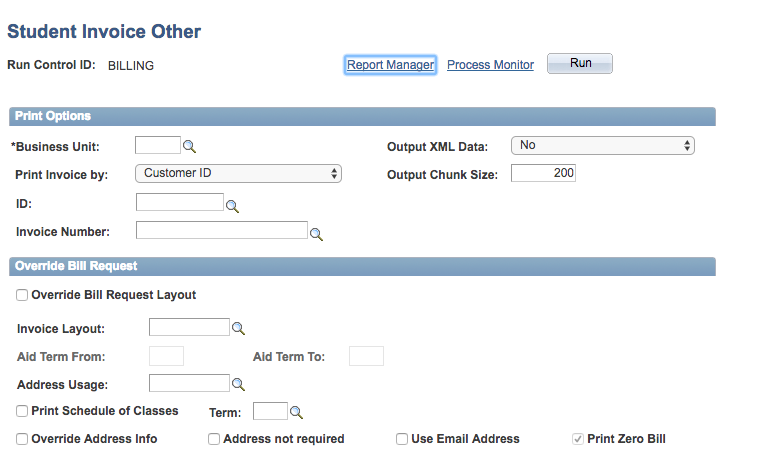 Student Invoice Other
Run Control ID: BILLING Report Manager Process Monitor Run
Print Options
*Business Unit: Output XML Data: No
Print Invoice by: Customer ID Output Chunk Size: 200
ID:
Invoice Number:
Override Bill Request
Override Bill Request Layout
Invoice Layout:
Aid Term From: Aid Term To:
Address Usage:
Print Schedule of Classes Term:
Override Address Info Address not required Use Email Address Print Zero Bill